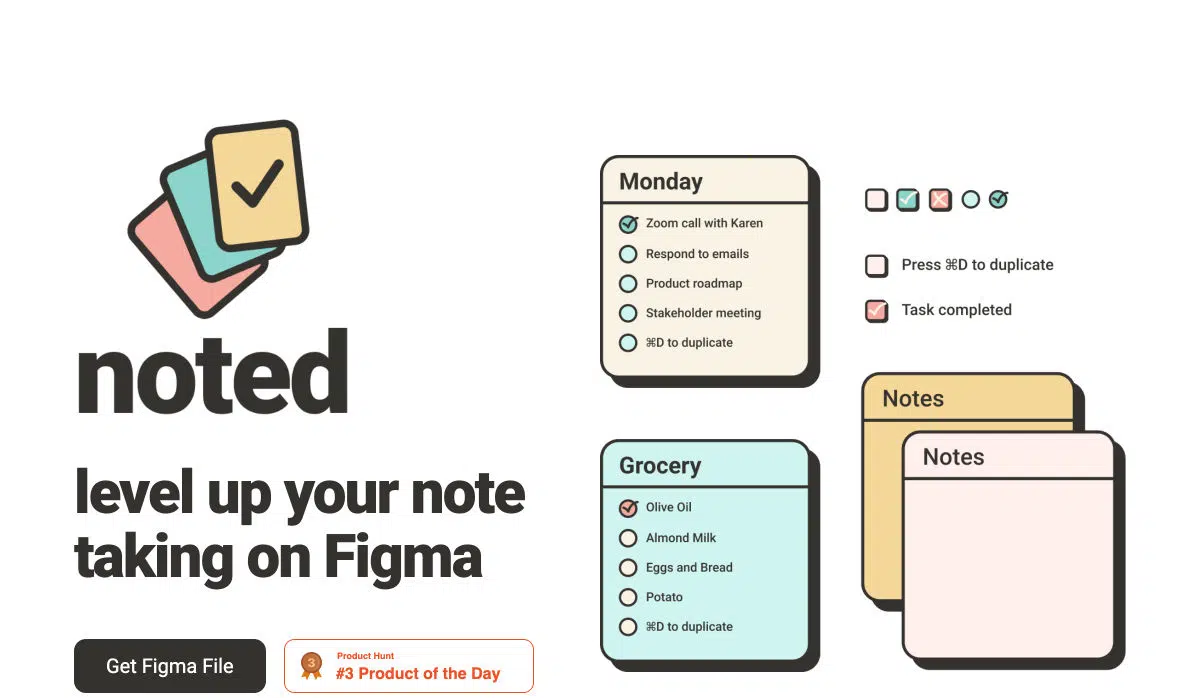 noted
level up your note
taking on Figma
Get Figma File
3
Product Hunt
#3 Product of the Day
Monday
Zoom call with Karen
Respond to emails
Product roadmap
Stakeholder meeting
⌘D to duplicate
Grocery
Olive Oil
Almond Milk
Eggs and Bread
Potato
⌘D to duplicate
Press ⌘D to duplicate
Task completed
Notes
Notes